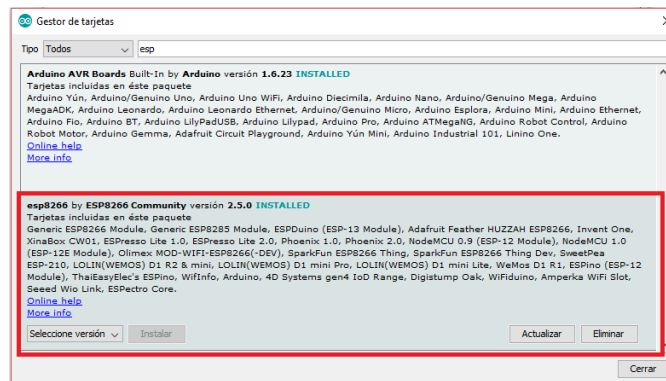 Gestor de tarjetas
Tipo Todos esp
Arduino AVR Boards Built-In by Arduino versión 1.6.23 INSTALLED
Tarjetas incluidas en éste paquete
Arduino Yún, Arduino/Genuino Uno, Arduino Uno WiFi, Arduino Diecimila, Arduino Nano, Arduino/Genuino Mega, Arduino
MegaADK, Arduino Leonardo, Arduino Leonardo Ethernet, Arduino/Genuino Micro, Arduino Esplora, Arduino Mini, Arduino Ethernet,
Arduino Fio, Arduino BT, Arduino LilyPadUSB, Arduino Lilypad, Arduino Pro, Arduino ATMegaNG, Arduino Robot Control, Arduino
Robot Motor, Arduino Gemma, Adafruit Circuit Playground, Arduino Yún Mini, Arduino Industrial 101, Linino One.
Online help
More info
esp8266 by ESP8266 Community versión 2.5.0 INSTALLED
Tarjetas incluidas en éste paquete
Generic ESP8266 Module, Generic ESP8285 Module, ESPDuino (ESP-13 Module), Adafruit Feather HUZZAH ESP8266, Invent One,
XinaBox CW01, ESPresso Lite 1.0, ESPresso Lite 2.0, Phoenix 1.0, Phoenix 2.0, NodeMCU 0.9 (ESP-12 Module), NodeMCU 1.0
(ESP-12E Module), Olimex MOD-WIFI-ESP8266(-DEV), SparkFun ESP8266 Thing, SparkFun ESP8266 Thing Dev, SweetPea
ESP-210, LOLIN(WEMOS) D1 R2 & mini, LOLIN(WEMOS) D1 mini Pro, LOLIN(WEMOS) D1 mini Lite, WeMos D1 R1, ESPino (ESP-12
Module), ThaiEasyElec's ESPino, WifInfo, Arduino, 4D Systems gen4 IoD Range, Digistump Oak, WiFiduino, Amperka WiFi Slot,
Seeed Wio Link, ESPectro Core.
Online help
More info
Seleccione versión Instalar Actualizar Eliminar
Cerrar